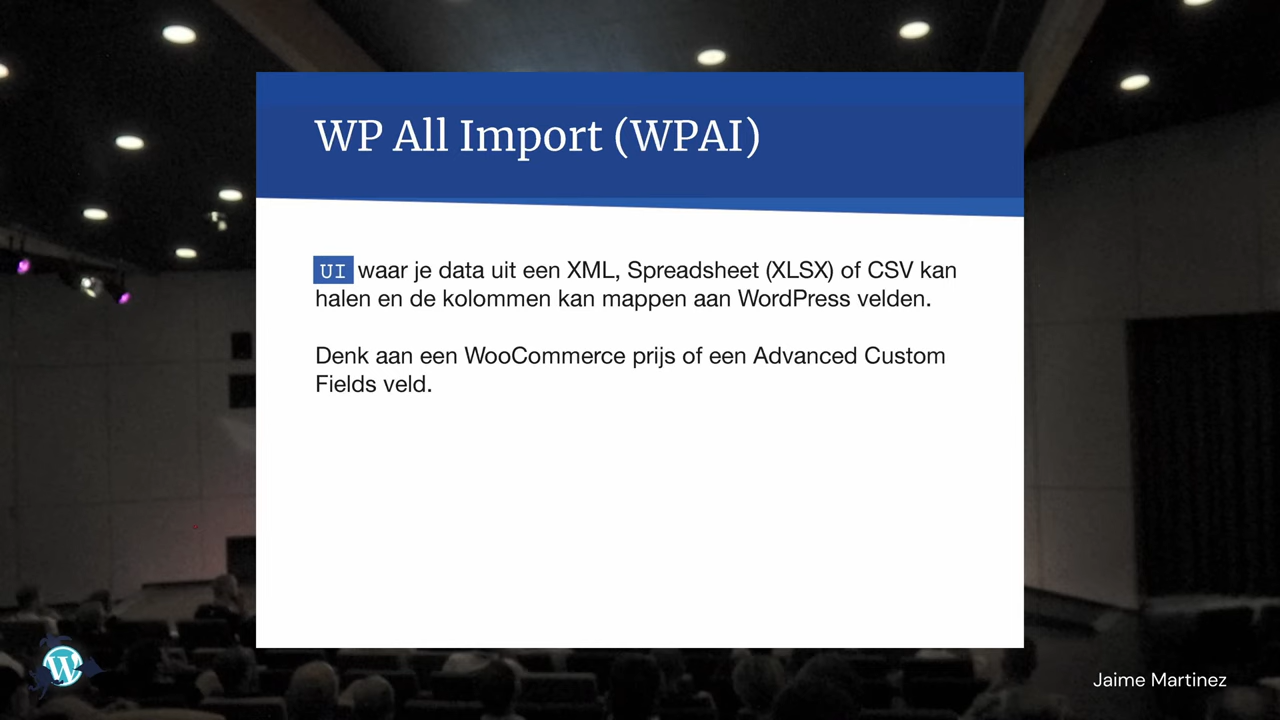 WP All Import (WPAI)
UI waar je data uit een XML, Spreadsheet (XLSX) of CSV kan
halen en de kolommen kan mappen aan WordPress velden.
Denk aan een WooCommerce prijs of een Advanced Custom
Fields veld.
Jaime Martinez